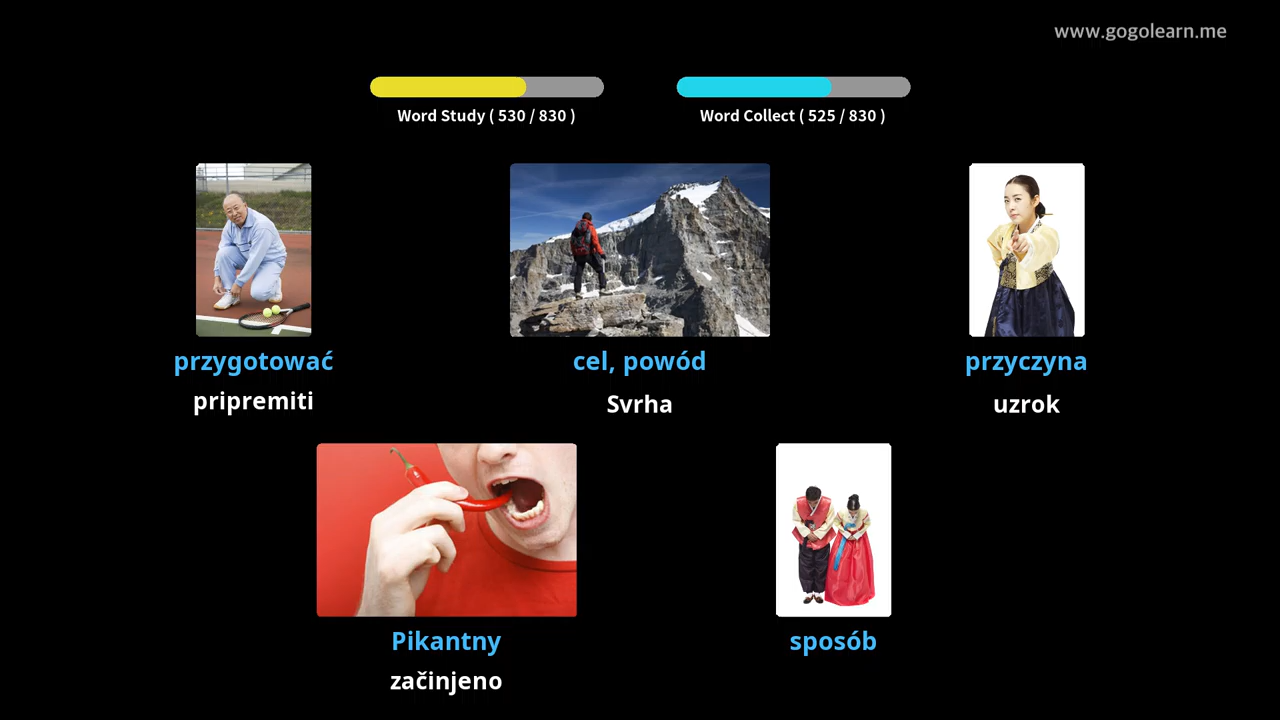 www.gogolearn.me
Word Study ( 530 / 830 )
Word Collect ( 525 / 830 )
przygotować
pripremiti
cel, powód
Svrha
przyczyna
uzrok
Pikantny
začinjeno
sposób